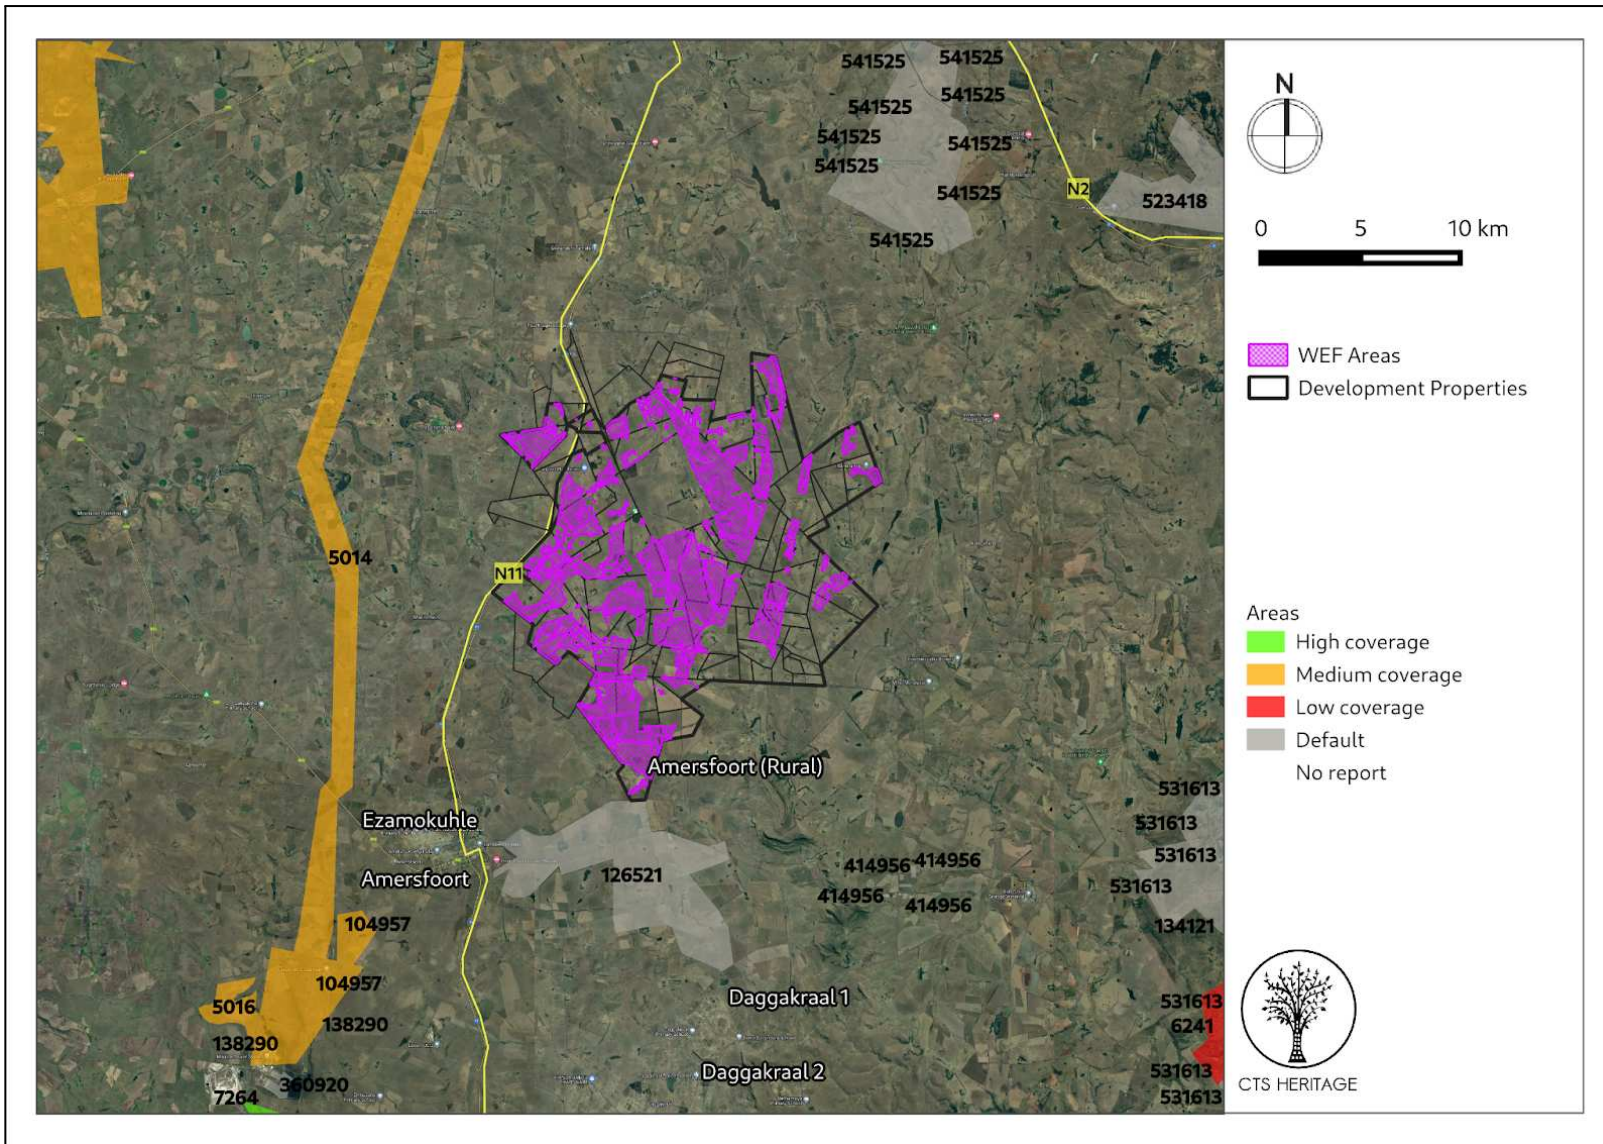 541525
541525
541525
541525
541525
541525
541525
541525
541525
N2
523418
5014
N11
Amersfoort (Rural)
531613
531613
531613
531613
134121
Ezamokuhle
Amersfoort
126521
414956
414956
414956
414956
104957
104957
5016
138290
138290
360920
7264
Daggakraal 1
Daggakraal 2
531613
6241
531613
531613
N
0 5 10 km
WEF Areas
Development Properties
Areas
High coverage
Medium coverage
Low coverage
Default
No report
CTS HERITAGE